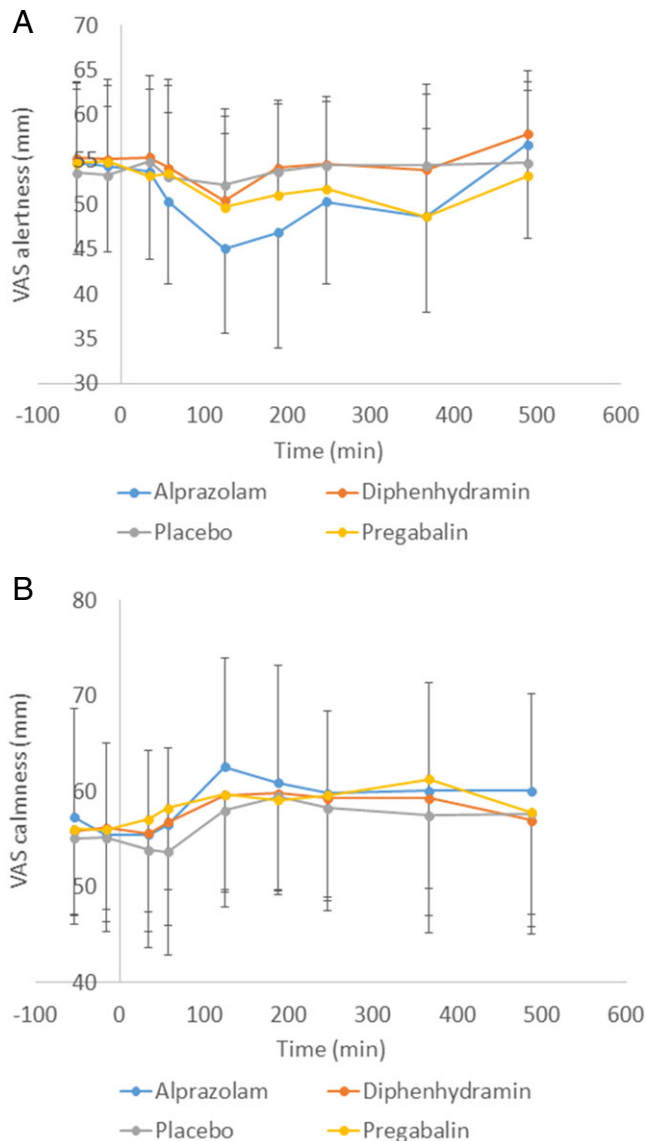 A
70
65
60
55
50
45
40
35
30
VAS alertness (mm)
-100 0 100 200 300 400 500 600
Time (min)
Alprazolam Diphenhydramin
Placebo Pregabalin
B
80
70
60
50
40
VAS calmness (mm)
-100 0 100 200 300 400 500 600
Time (min)
Alprazolam Diphenhydramin
Placebo Pregabalin